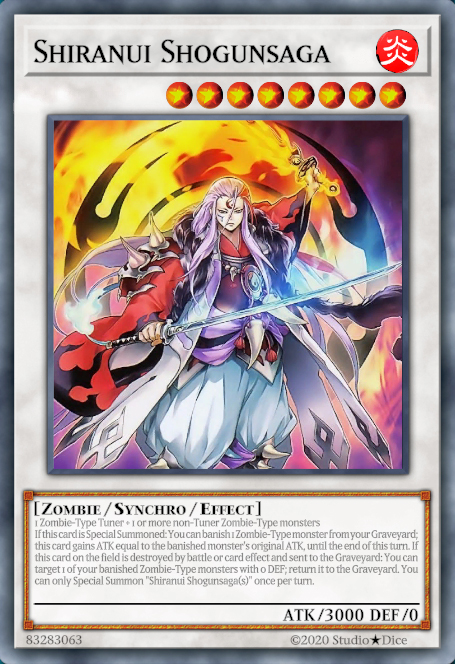 Shiranui Shogunsaga
炎
[Zombie / Synchro / Effect]
1 Zombie-Type Tuner + 1 or more non-Tuner Zombie-Type monsters
If this card is Special Summoned: You can banish 1 Zombie-Type monster from your Graveyard;
this card gains ATK equal to the banished monster's original ATK, until the end of this turn. If
this card on the field is destroyed by battle or card effect and sent to the Graveyard: You can
target 1 of your banished Zombie-Type monsters with 0 DEF; return it to the Graveyard. You
can only Special Summon "Shiranui Shogunsaga(s)" once per turn.
ATK/3000 DEF/0
83283063
©2020 Studio★Dice